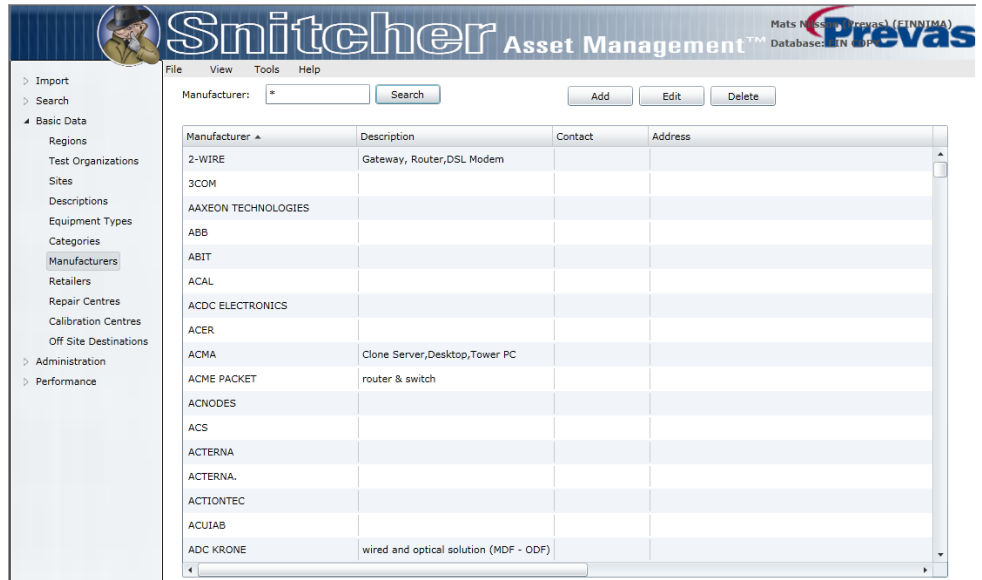 Snitcher Asset Management™
Mats (Prevas) (FINNIMA)
Database:
Prevas
File View Tools Help
Import
Search
Basic Data
Regions
Test Organizations
Sites
Descriptions
Equipment Types
Categories
Manufacturers
Retailers
Repair Centres
Calibration Centres
Off Site Destinations
Administration
Performance
Manufacturer: * Search Add Edit Delete
Manufacturer Description Contact Address
2-WIRE Gateway, Router,DSL Modem
3COM
AAXEON TECHNOLOGIES
ABB
ABIT
ACAL
ACDC ELECTRONICS
ACER
ACMA Clone Server,Desktop,Tower PC
ACME PACKET router & switch
ACNODES
ACS
ACTERNA
ACTERNA.
ACTIONTEC
ACUIAB
ADC KRONE wired and optical solution (MDF - ODF)